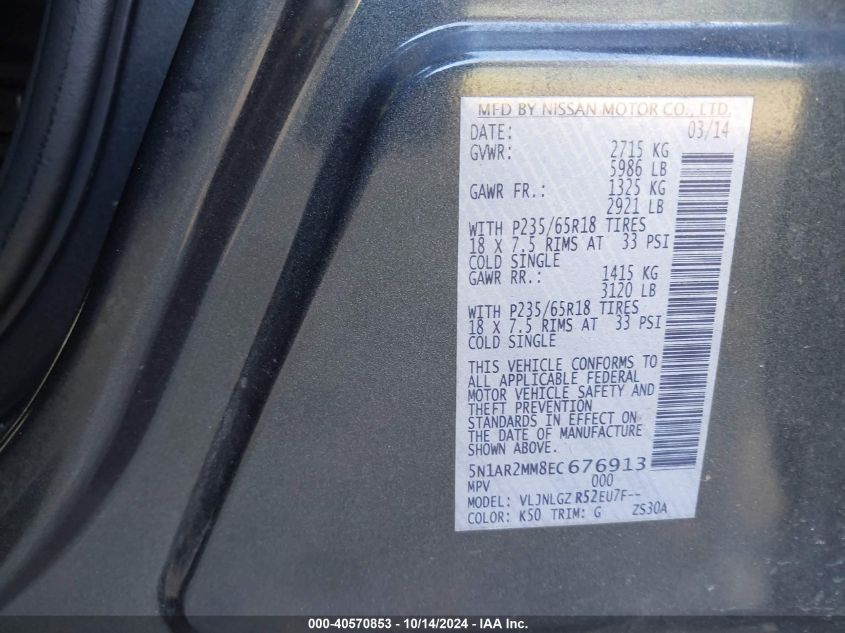 MFD BY NISSAN MOTOR CO., LTD.
DATE: 03/14
GVWR: 2715 KG
5986 LB
GAWR FR.: 1325 KG
2921 LB
WITH P235/65R18 TIRES
18 X 7.5 RIMS AT 33 PSI
COLD SINGLE
GAWR RR.: 1415 KG
3120 LB
WITH P235/65R18 TIRES
18 X 7.5 RIMS AT 33 PSI
COLD SINGLE
THIS VEHICLE CONFORMS TO
ALL APPLICABLE FEDERAL
MOTOR VEHICLE SAFETY AND
THEFT PREVENTION
STANDARDS IN EFFECT ON
THE DATE OF MANUFACTURE
SHOWN ABOVE.
5N1AR2MM8EC676913
MPV 000
MODEL: VLJNLGZ R52EU7F--
COLOR: K50 TRIM: G ZS30A
000-40570853 - 10/14/2024 - IAA Inc.